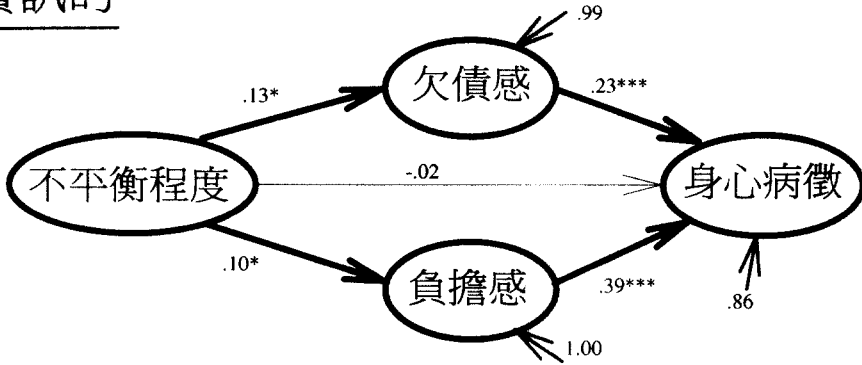 .99
欠債感
.13*
.23***
不平衡程度
-.02
身心病徵
.10*
負擔感
.39***
.86
1.00